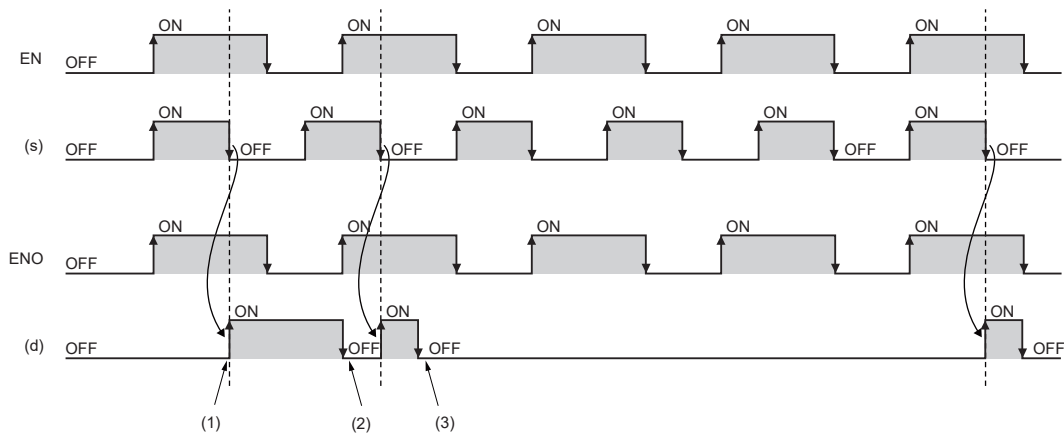 ON ON ON ON ON
EN OFF
ON ON ON ON ON ON
(s) OFF OFF OFF OFF OFF
ON ON ON ON ON
ENO OFF
ON ON ON
(d) OFF OFF OFF OFF
(1) (2) (3)